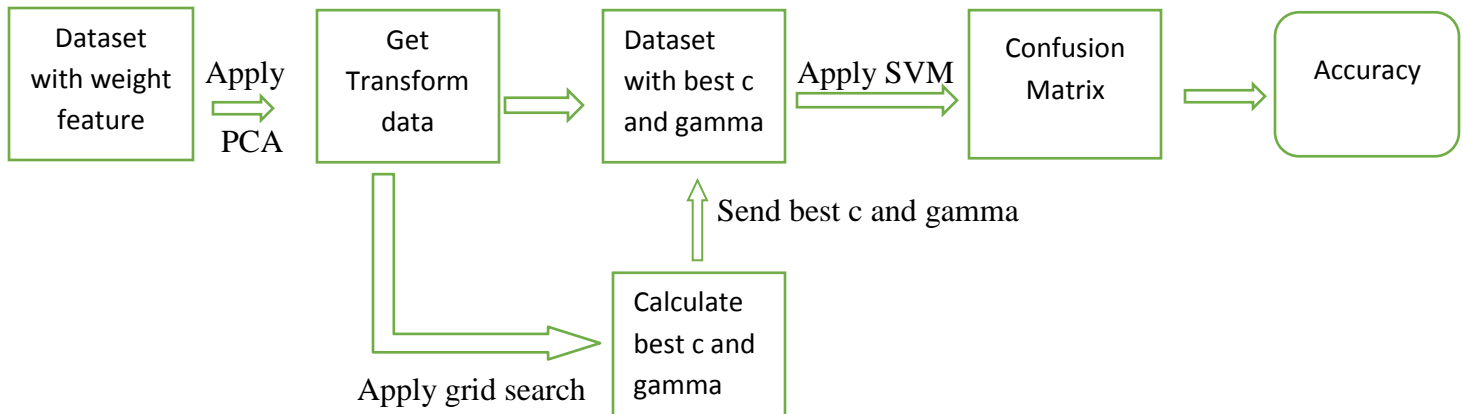 Dataset
with weight
feature
Apply
PCA
Get
Transform
data
Dataset
with best c
and gamma
Apply SVM
Confusion
Matrix
Accuracy
Send best c and gamma
Calculate
best c and
gamma
Apply grid search